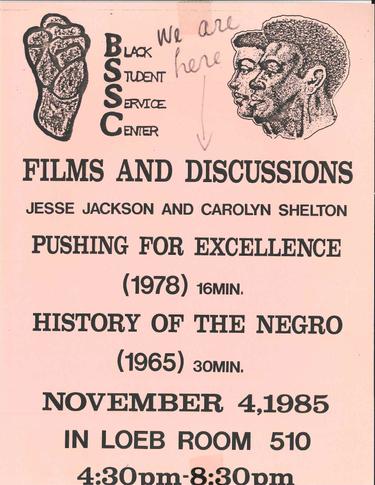 BLACK
STUDENT
SERVICE
CENTER
We are
here
FILMS AND DISCUSSIONS
JESSE JACKSON AND CAROLYN SHELTON
PUSHING FOR EXCELLENCE
(1978) 16MIN.
HISTORY OF THE NEGRO
(1965) 30MIN.
NOVEMBER 4,1985
IN LOEB ROOM 510
4:30pm-8:30pm